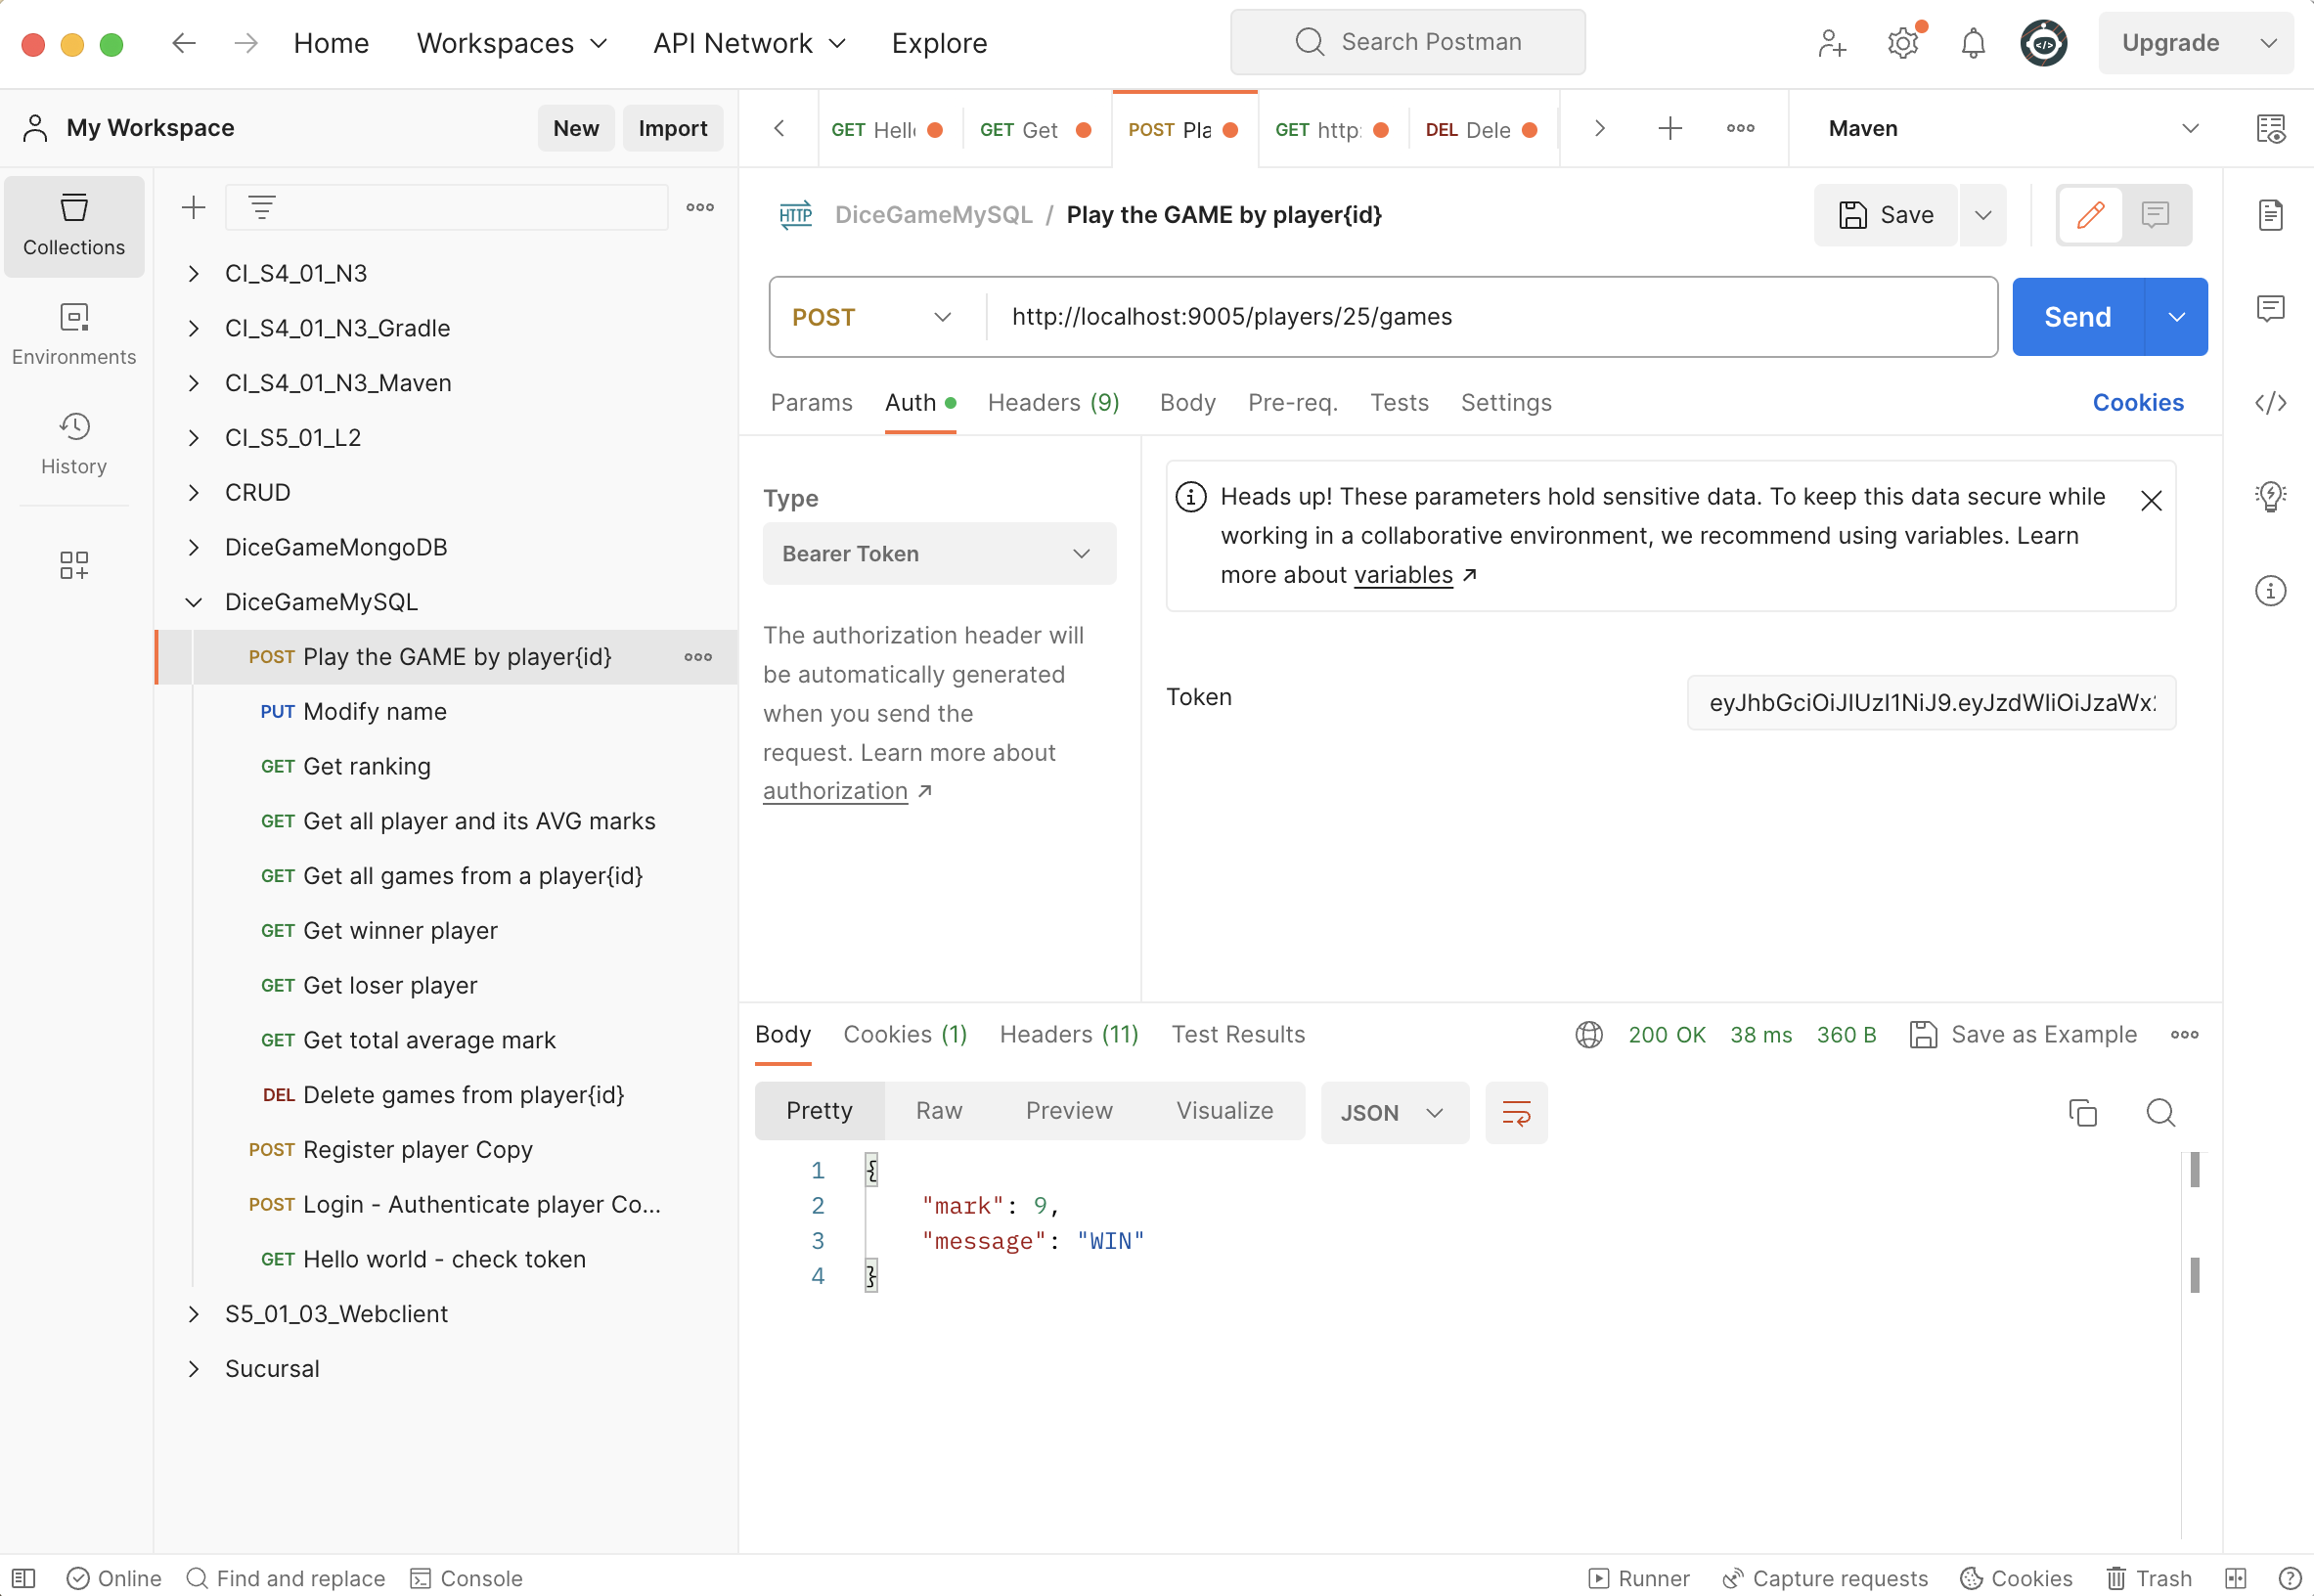 Home
Workspaces
API Network
Explore
Search Postman
Upgrade
My Workspace
New
Import
GET Hell
GET Get
POST Pla
GET http:
DEL Dele
Maven
Collections
Environments
History
CI_S4_01_N3
CI_S4_01_N3_Gradle
CI_S4_01_N3_Maven
CI_S5_01_L2
CRUD
DiceGameMongoDB
DiceGameMySQL
POST Play the GAME by player{id}
PUT Modify name
GET Get ranking
GET Get all player and its AVG marks
GET Get all games from a player{id}
GET Get winner player
GET Get loser player
GET Get total average mark
DEL Delete games from player{id}
POST Register player Copy
POST Login - Authenticate player Co...
GET Hello world - check token
S5_01_03_Webclient
Sucursal
HTTP DiceGameMySQL / Play the GAME by player{id}
Save
POST
http://localhost:9005/players/25/games
Send
Params
Auth
Headers (9)
Body
Pre-req.
Tests
Settings
Cookies
Type
Bearer Token
The authorization header will
be automatically generated
when you send the
request. Learn more about
authorization ↗
Heads up! These parameters hold sensitive data. To keep this data secure while
working in a collaborative environment, we recommend using variables. Learn
more about variables ↗
Token
eyJhbGciOiJIUzI1NiJ9.eyJzdWIiOiJzaWx
Body
Cookies (1)
Headers (11)
Test Results
200 OK
38 ms
360 B
Save as Example
Pretty
Raw
Preview
Visualize
JSON
1 {
2 "mark": 9,
3 "message": "WIN"
4 }
Online
Find and replace
Console
Runner
Capture requests
Cookies
Trash